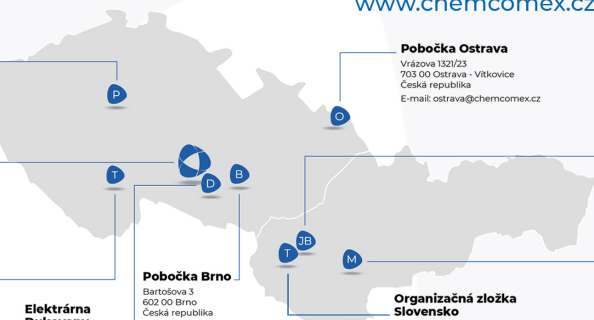 www.chemcomex.cz
Pobočka Ostrava
Vrázova 1321/23
703 00 Ostrava - Vítkovice
Česká republika
E-mail: ostrava@chemcomex.cz
P
O
T
D
B
JB
T
M
Pobočka Brno
Bartošova 3
602 00 Brno
Česká republika
Elektrárna
Organizačná zložka
Slovensko